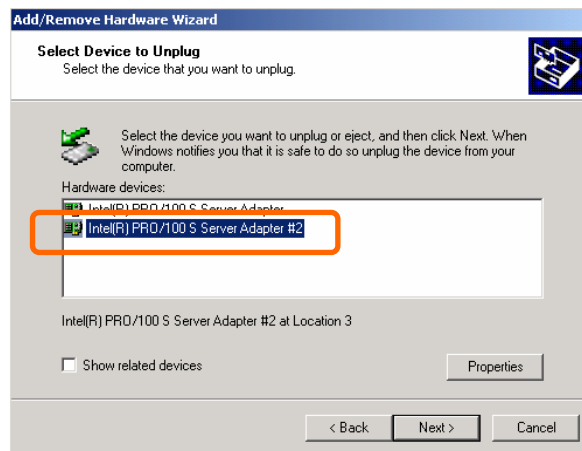 Add/Remove Hardware Wizard
Select Device to Unplug
Select the device that you want to unplug.
Select the device you want to unplug or eject, and then click Next. When
Windows notifies you that it is safe to do so unplug the device from your
computer.
Hardware devices:
Intel(R) PRO/100 S Server Adapter
Intel(R) PRO/100 S Server Adapter #2
Intel(R) PRO/100 S Server Adapter #2 at Location 3
Show related devices
Properties
< Back
Next >
Cancel